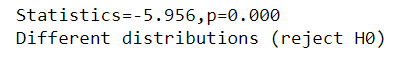 Statistics=-5.956,p=0.000
Different distributions (reject H0)